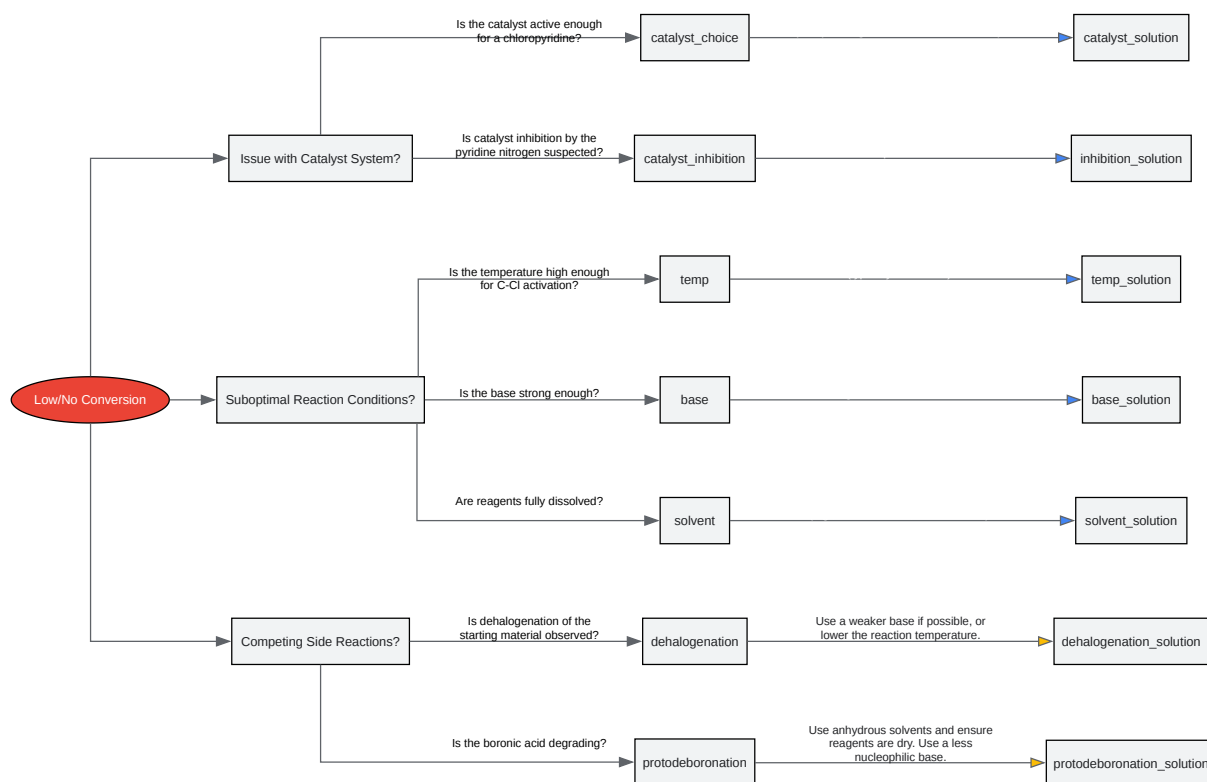 Is the catalyst active enough
for a chloropyridine?
catalyst_choice
catalyst_solution
Issue with Catalyst System?
Is catalyst inhibition by the
pyridine nitrogen suspected?
catalyst_inhibition
inhibition_solution
Is the temperature high enough
for C-Cl activation?
temp
temp_solution
Low/No Conversion
Suboptimal Reaction Conditions?
Is the base strong enough?
base
base_solution
Are reagents fully dissolved?
solvent
solvent_solution
Competing Side Reactions?
Is dehalogenation of the
starting material observed?
dehalogenation
Use a weaker base if possible, or
lower the reaction temperature.
dehalogenation_solution
Is the boronic acid degrading?
protodeboronation
Use anhydrous solvents and ensure
reagents are dry. Use a less
nucleophilic base.
protodeboronation_solution